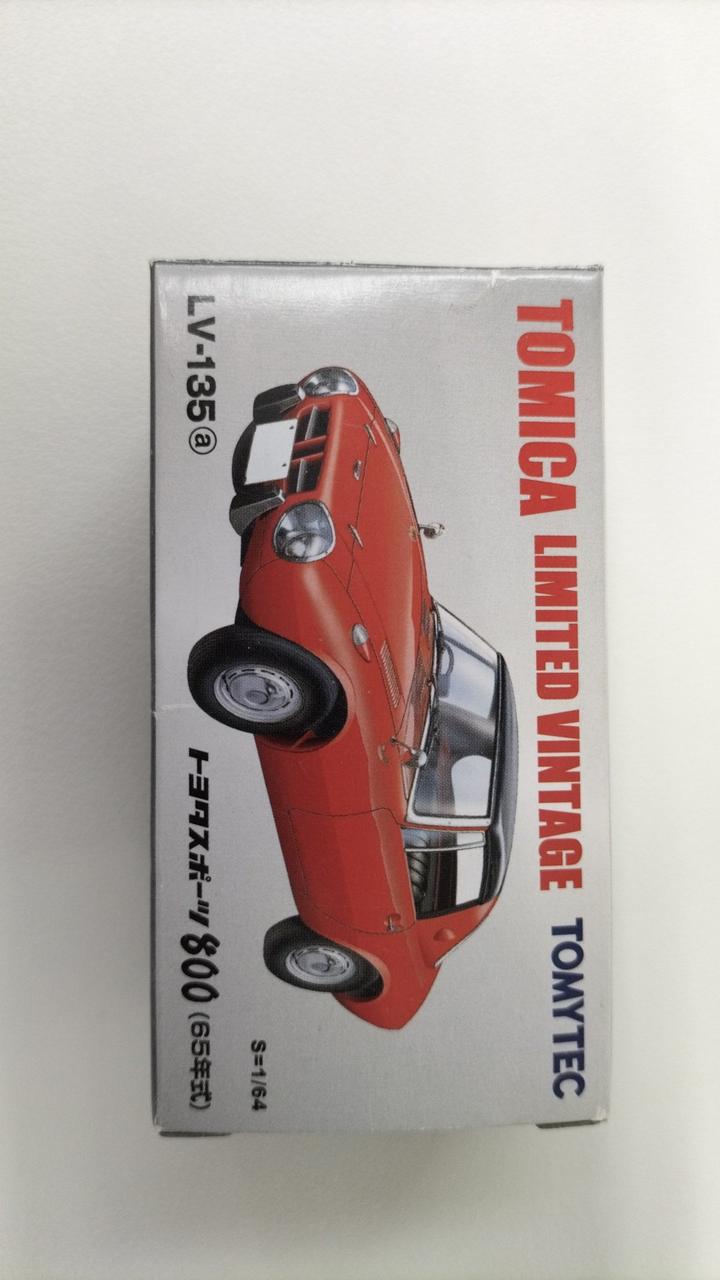 TOMICA LIMITED VINTAGE TOMYTEC
S=1/64
LV-135ⓐ トヨタスポーツ800(65年式)